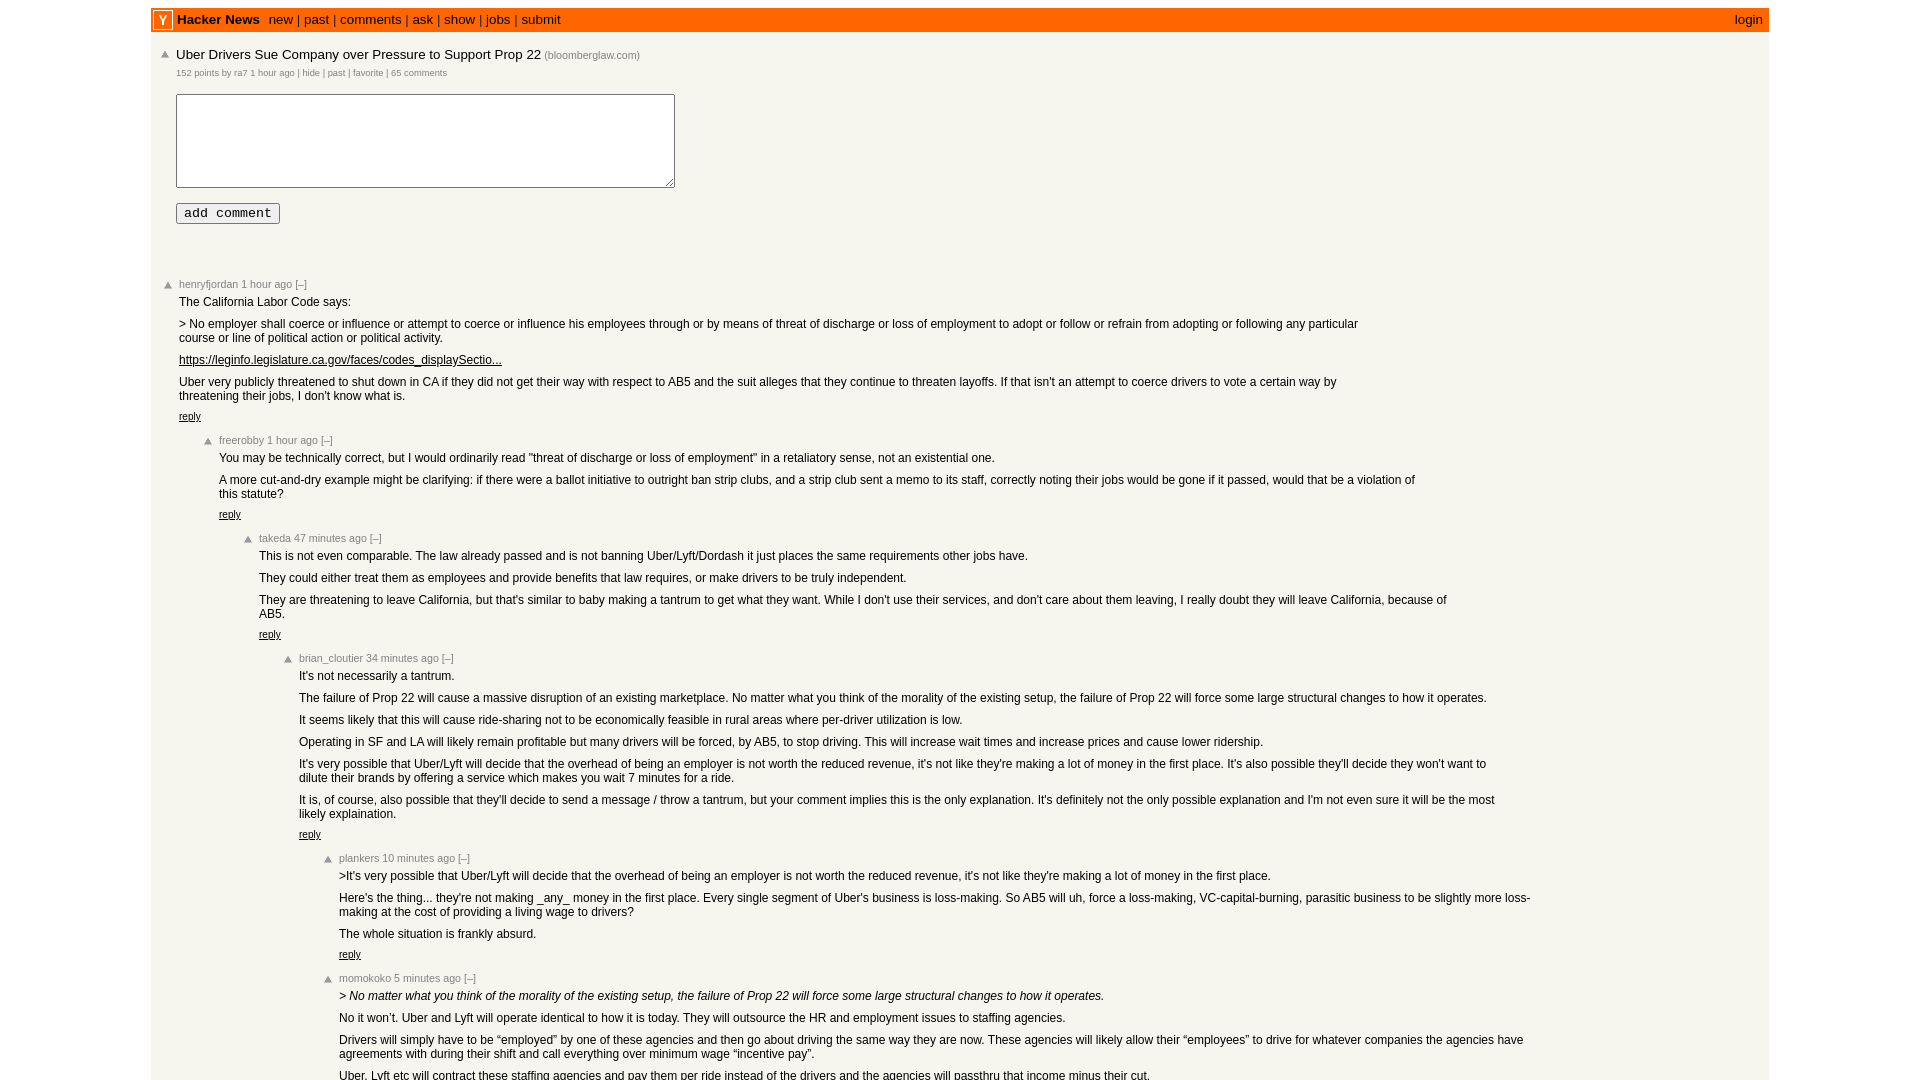 Y Hacker News new | past | comments | ask | show | jobs | submit login
Uber Drivers Sue Company over Pressure to Support Prop 22 (bloomberglaw.com)
152 points by ra7 1 hour ago | hide | past | favorite | 65 comments
add comment
henryfjordan 1 hour ago [–]
The California Labor Code says:
> No employer shall coerce or influence or attempt to coerce or influence his employees through or by means of threat of discharge or loss of employment to adopt or follow or refrain from adopting or following any particular
course or line of political action or political activity.
https://leginfo.legislature.ca.gov/faces/codes_displaySectio...
Uber very publicly threatened to shut down in CA if they did not get their way with respect to AB5 and the suit alleges that they continue to threaten layoffs. If that isn't an attempt to coerce drivers to vote a certain way by
threatening their jobs, I don't know what is.
reply
freerobby 1 hour ago [–]
You may be technically correct, but I would ordinarily read "threat of discharge or loss of employment" in a retaliatory sense, not an existential one.
A more cut-and-dry example might be clarifying: if there were a ballot initiative to outright ban strip clubs, and a strip club sent a memo to its staff, correctly noting their jobs would be gone if it passed, would that be a violation of
this statute?
reply
takeda 47 minutes ago [–]
This is not even comparable. The law already passed and is not banning Uber/Lyft/Dordash it just places the same requirements other jobs have.
They could either treat them as employees and provide benefits that law requires, or make drivers to be truly independent.
They are threatening to leave California, but that's similar to baby making a tantrum to get what they want. While I don't use their services, and don't care about them leaving, I really doubt they will leave California, because of
AB5.
reply
brian_cloutier 34 minutes ago [–]
It's not necessarily a tantrum.
The failure of Prop 22 will cause a massive disruption of an existing marketplace. No matter what you think of the morality of the existing setup, the failure of Prop 22 will force some large structural changes to how it operates.
It seems likely that this will cause ride-sharing not to be economically feasible in rural areas where per-driver utilization is low.
Operating in SF and LA will likely remain profitable but many drivers will be forced, by AB5, to stop driving. This will increase wait times and increase prices and cause lower ridership.
It's very possible that Uber/Lyft will decide that the overhead of being an employer is not worth the reduced revenue, it's not like they're making a lot of money in the first place. It's also possible they'll decide they won't want to
dilute their brands by offering a service which makes you wait 7 minutes for a ride.
It is, of course, also possible that they'll decide to send a message / throw a tantrum, but your comment implies this is the only explanation. It's definitely not the only possible explanation and I'm not even sure it will be the most
likely explaination.
reply
plankers 10 minutes ago [–]
>It's very possible that Uber/Lyft will decide that the overhead of being an employer is not worth the reduced revenue, it's not like they're making a lot of money in the first place.
Here's the thing... they're not making _any_ money in the first place. Every single segment of Uber's business is loss-making. So AB5 will uh, force a loss-making, VC-capital-burning, parasitic business to be slightly more loss-
making at the cost of providing a living wage to drivers?
The whole situation is frankly absurd.
reply
momokoko 5 minutes ago [–]
> No matter what you think of the morality of the existing setup, the failure of Prop 22 will force some large structural changes to how it operates.
No it won’t. Uber and Lyft will operate identical to how it is today. They will outsource the HR and employment issues to staffing agencies.
Drivers will simply have to be “employed” by one of these agencies and then go about driving the same way they are now. These agencies will likely allow their “employees” to drive for whatever companies the agencies have
agreements with during their shift and call everything over minimum wage “incentive pay”.
Uber, Lyft etc will contract these staffing agencies and pay them per ride instead of the drivers and the agencies will passthru that income minus their cut.